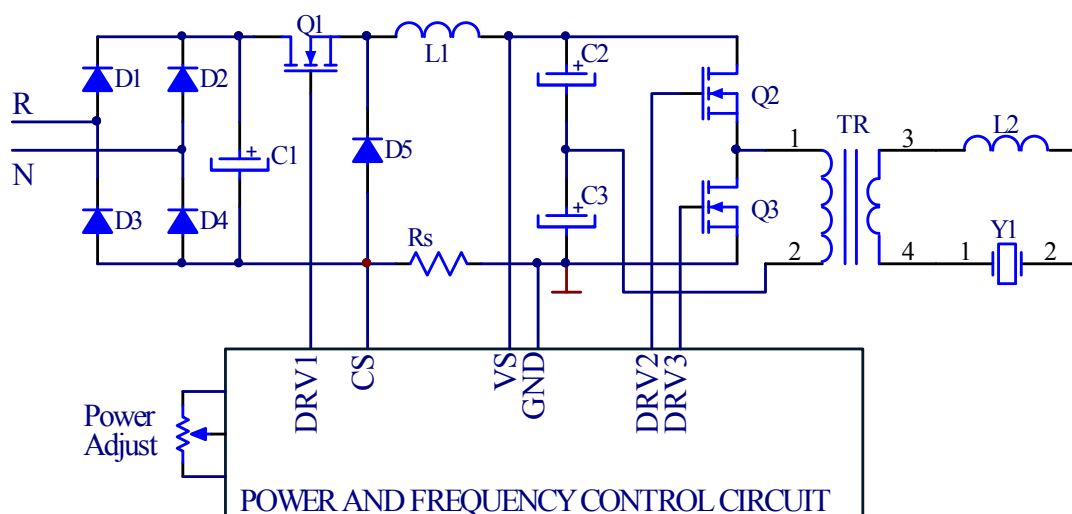 Q1
L1
C2
D1
D2
Q2
R
TR
L2
1
3
C1
D5
N
C3
Q3
D3
D4
Rs
Y1
2
4
1
2
DRV1
CS
VS
GND
DRV2
DRV3
Power
Adjust
POWER AND FREQUENCY CONTROL CIRCUIT